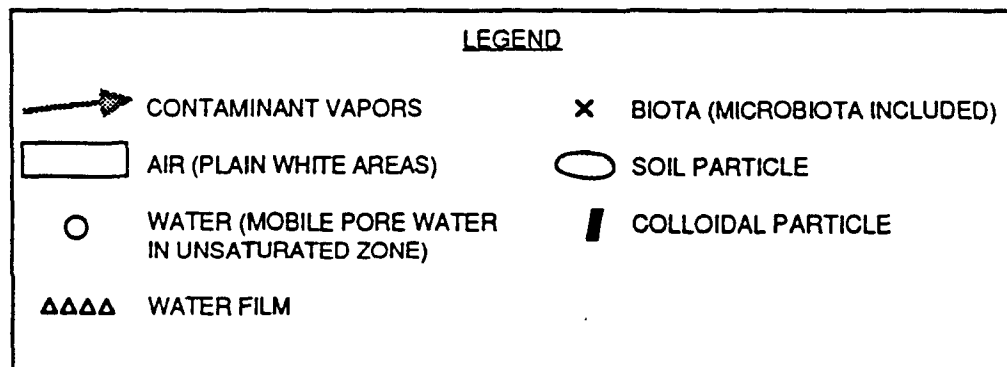 LEGEND
CONTAMINANT VAPORS
AIR (PLAIN WHITE AREAS)
WATER (MOBILE PORE WATER
IN UNSATURATED ZONE)
WATER FILM
BIOTA (MICROBIOTA INCLUDED)
SOIL PARTICLE
COLLOIDAL PARTICLE